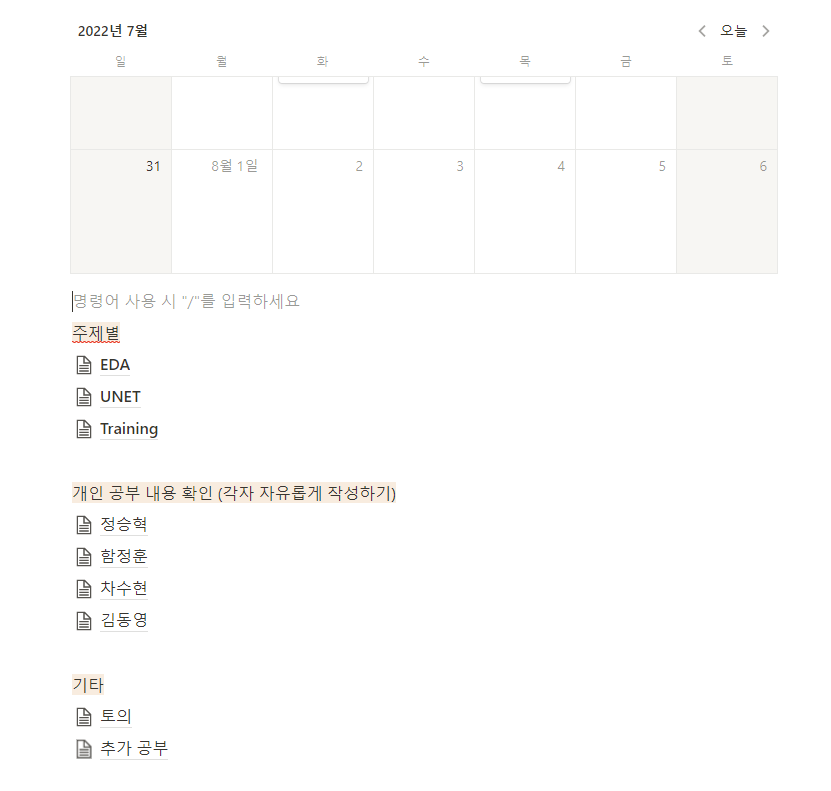 2022년 7월 오늘
일 월 화 수 목 금 토
31 8월 1일 2 3 4 5 6
명령어 사용 시 "/"를 입력하세요
주제별
EDA
UNET
Training
개인 공부 내용 확인 (각자 자유롭게 작성하기)
정승혁
함정훈
차수현
김동영
기타
토의
추가 공부